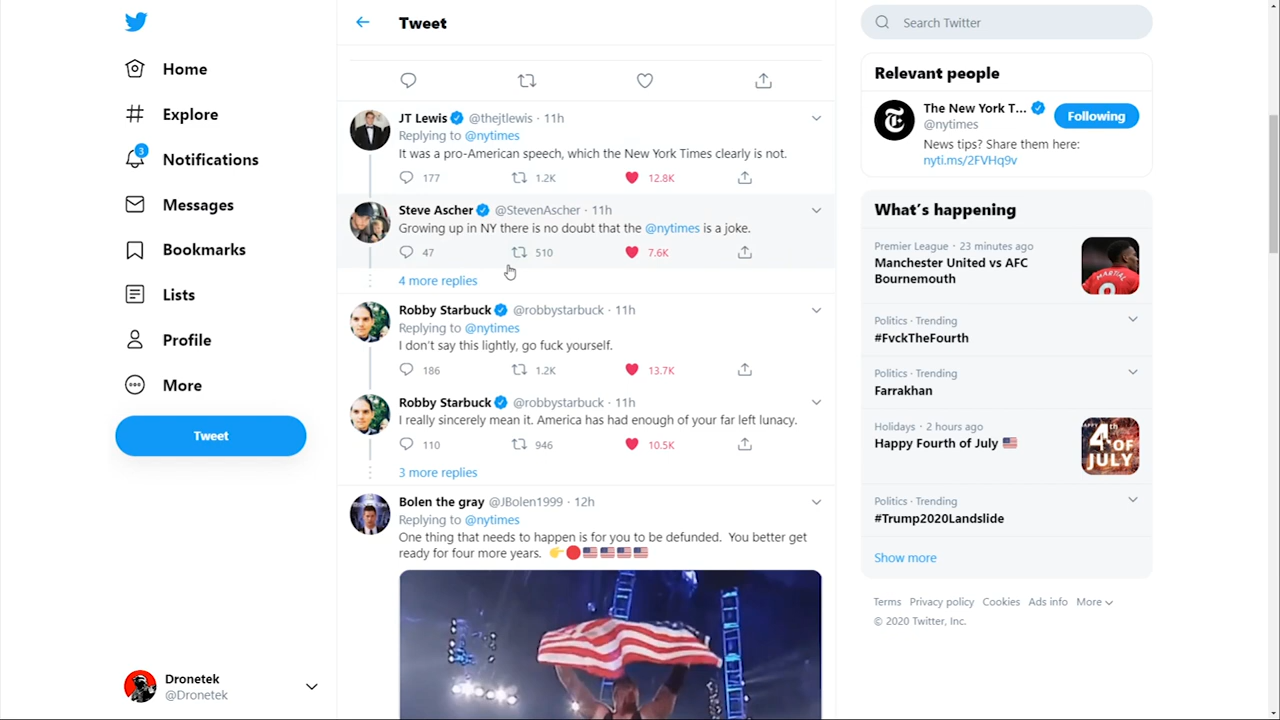 Home
Explore
3
Notifications
Messages
Bookmarks
Lists
Profile
More
Tweet
Dronetek
@Dronetek
Tweet
JT Lewis @thejtlewis · 11h
Replying to @nytimes
It was a pro-American speech, which the New York Times clearly is not.
177 1.2K 12.8K
Steve Ascher @StevenAscher · 11h
Growing up in NY there is no doubt that the @nytimes is a joke.
47 510 7.6K
4 more replies
Robby Starbuck @robbystarbuck · 11h
Replying to @nytimes
I don't say this lightly, go fuck yourself.
186 1.2K 13.7K
Robby Starbuck @robbystarbuck · 11h
I really sincerely mean it. America has had enough of your far left lunacy.
110 946 10.5K
3 more replies
Bolen the gray @JBolen1999 · 12h
Replying to @nytimes
One thing that needs to happen is for you to be defunded. You better get
ready for four more years. 👉🔴🇺🇸🇺🇸🇺🇸🇺🇸
Search Twitter
Relevant people
The New York T...
@nytimes
Following
News tips? Share them here:
nyti.ms/2FVHq9v
What's happening
Premier League · 23 minutes ago
Manchester United vs AFC
Bournemouth
MARTIAL
Politics · Trending
#FvckTheFourth
Politics · Trending
Farrakhan
Holidays · 2 hours ago
Happy Fourth of July 🇺🇸
HAPPY
4th
OF
JULY
Politics · Trending
#Trump2020Landslide
Show more
Terms Privacy policy Cookies Ads info More
© 2020 Twitter, Inc.